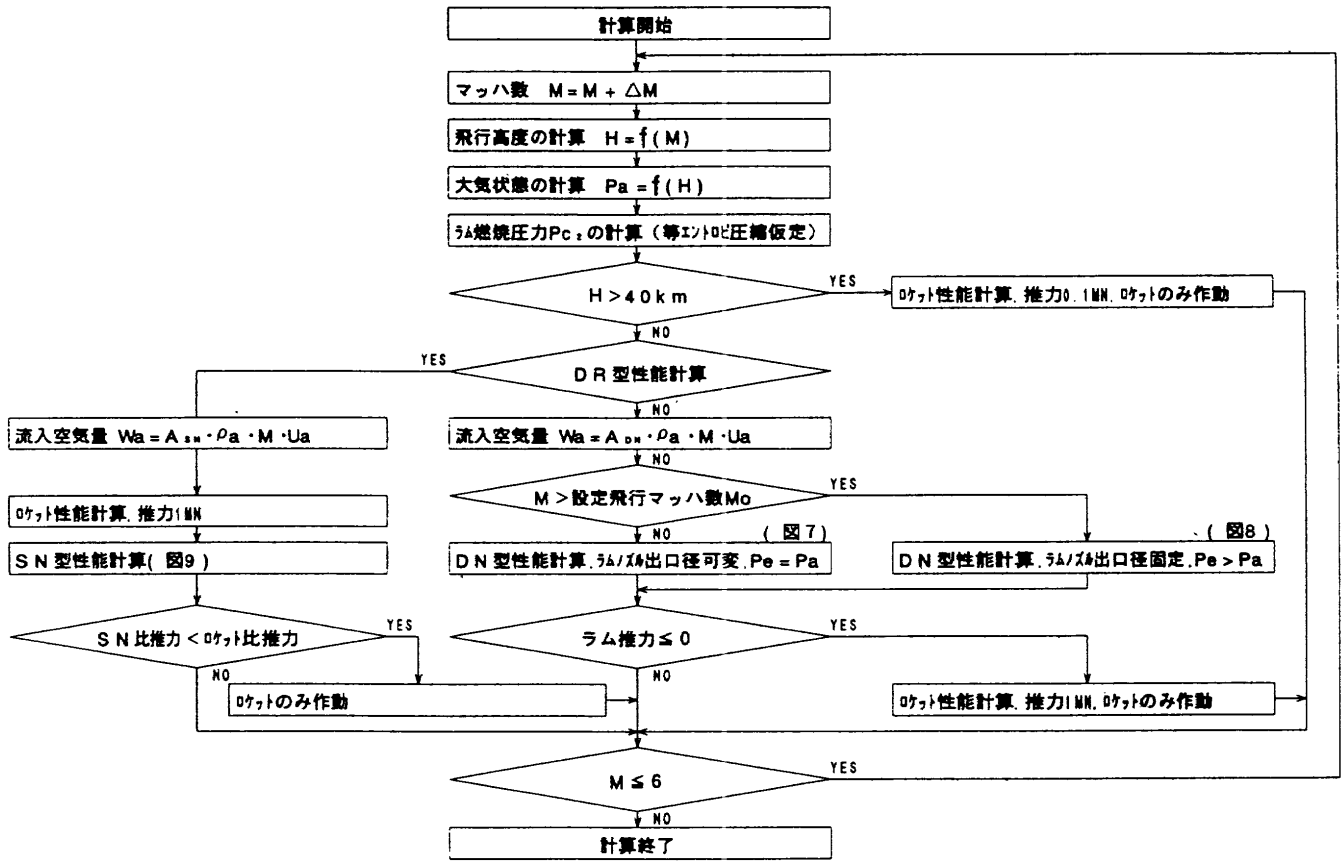 計算開始
マッハ数 M = M + △M
飛行高度の計算 H = f ( M )
大気状態の計算 Pa = f ( H )
ラム燃焼圧力Pc₂の計算 ( 等エントロピ圧縮仮定 )
H > 4 0 k m
YES
ロケット性能計算. 推力0.1MN. ロケットのみ作動
NO
YES
D R 型性能計算
NO
流入空気量 Wa = A SN · ρa · M · Ua
流入空気量 Wa = A DN · ρa · M · Ua
NO
M > 設定飛行マッハ数Mo
YES
ロケット性能計算. 推力1MN
NO
( 図7 )
( 図8 )
S N 型性能計算( 図9 )
D N 型性能計算. ラムノズル出口径可変. Pe = Pa
D N 型性能計算. ラムノズル出口径固定. Pe > Pa
S N 比推力 < ロケット比推力
YES
ラム推力 ≤ 0
YES
NO
NO
ロケットのみ作動
ロケット性能計算. 推力1MN. ロケットのみ作動
M ≦ 6
YES
NO
計算終了